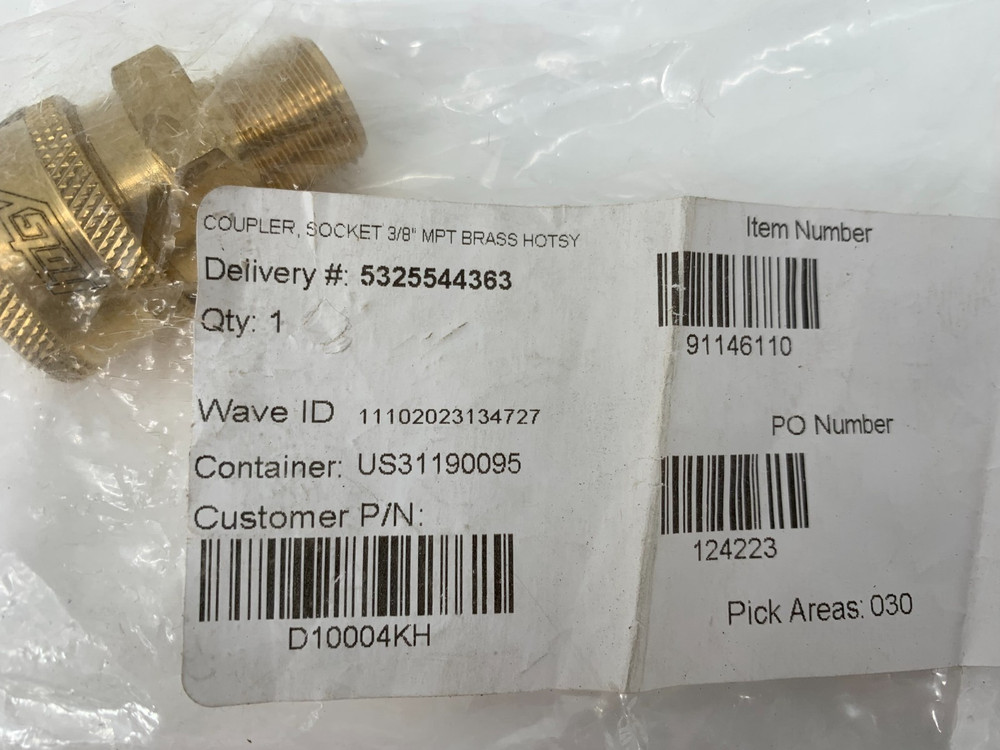 HOTSY
COUPLER, SOCKET 3/8" MPT BRASS HOTSY
Delivery #: 5325544363
Qty: 1
Wave ID 11102023134727
Container: US31190095
Customer P/N:
D10004KH
Item Number
91146110
PO Number
124223
Pick Areas: 030